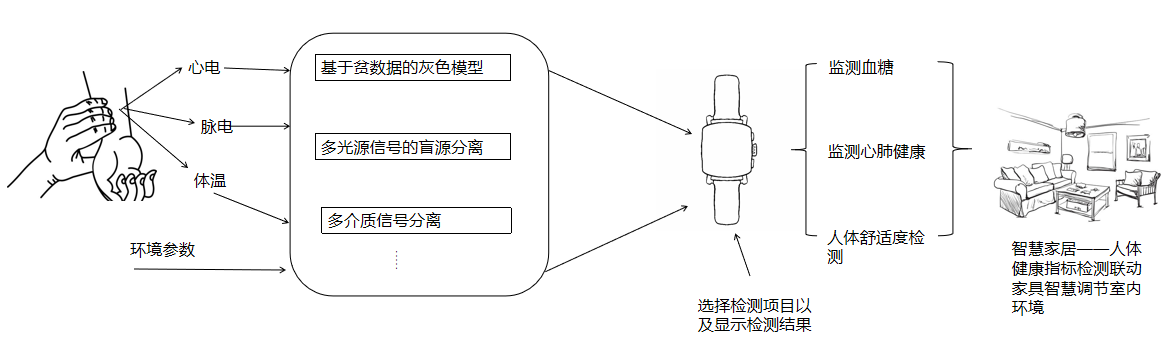 心电
脉电
体温
环境参数
基于贫数据的灰色模型
多光源信号的盲源分离
多介质信号分离
选择检测项目以
及显示检测结果
监测血糖
监测心肺健康
人体舒适度检
测
智慧家居——人体
健康指标检测联动
家具智慧调节室内
环境